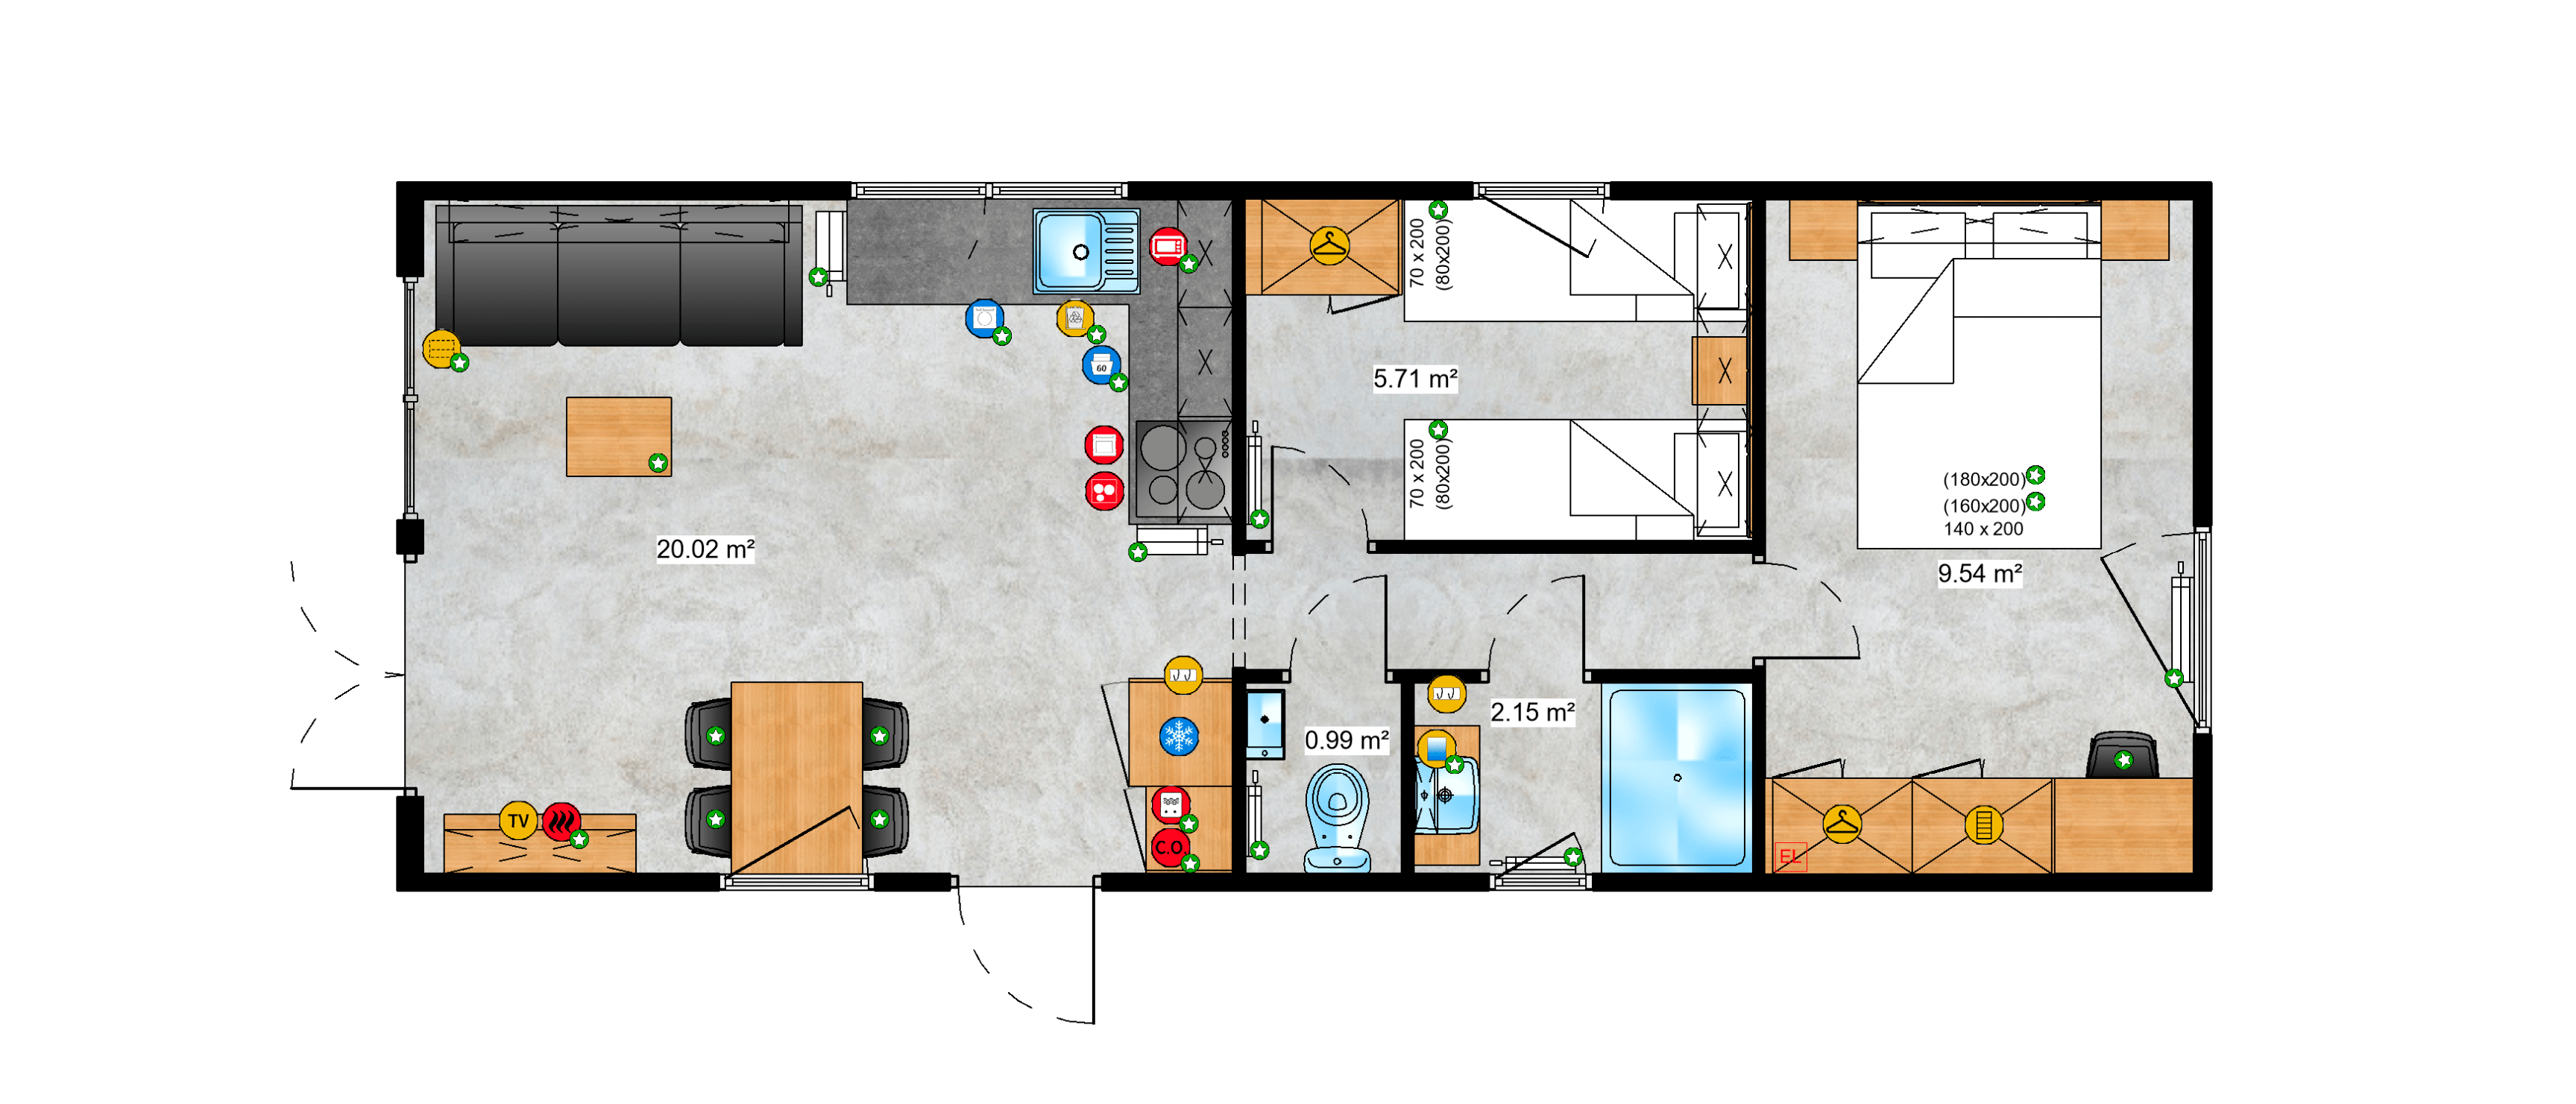 70 x 200
(80x200)
60
5.71 m²
70 x 200
(80x200)
(180x200)
(160x200)
140 x 200
20.02 m²
9.54 m²
0.99 m²
2.15 m²
TV
C.O.
EL